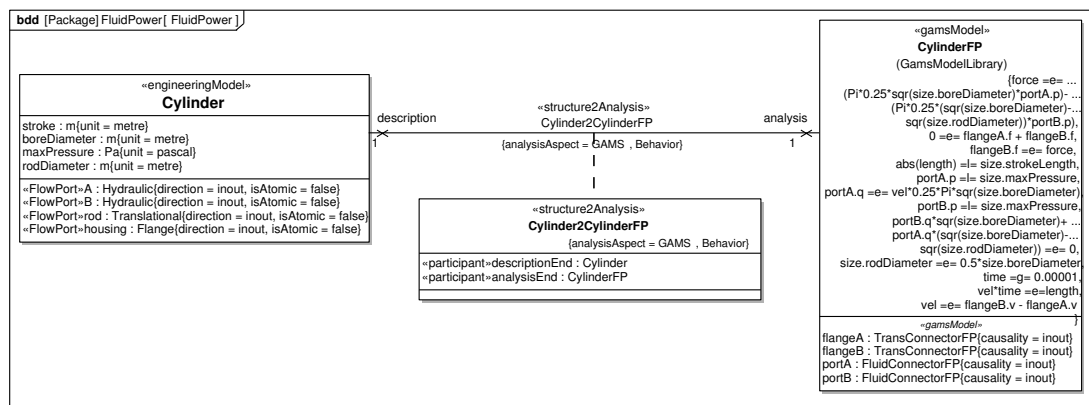 bdd [Package] FluidPower[ FluidPower ]
«engineeringModel»
Cylinder
stroke : m{unit = metre}
boreDiameter : m{unit = metre}
maxPressure : Pa{unit = pascal}
rodDiameter : m{unit = metre}
«FlowPort»A : Hydraulic{direction = inout, isAtomic = false}
«FlowPort»B : Hydraulic{direction = inout, isAtomic = false}
«FlowPort»rod : Translational{direction = inout, isAtomic = false}
«FlowPort»housing : Flange{direction = inout, isAtomic = false}
description
1
«structure2Analysis»
Cylinder2CylinderFP
{analysisAspect = GAMS , Behavior}
analysis
1
«structure2Analysis»
Cylinder2CylinderFP
{analysisAspect = GAMS , Behavior}
«participant»descriptionEnd : Cylinder
«participant»analysisEnd : CylinderFP
«gamsModel»
CylinderFP
(GamsModelLibrary)
{force =e= ...
(Pi*0.25*sqr(size.boreDiameter)*portA.p)- ...
(Pi*0.25*(sqr(size.boreDiameter)-...
sqr(size.rodDiameter))*portB.p),
0 =e= flangeA.f + flangeB.f,
flangeB.f =e= force,
abs(length) =l= size.strokeLength,
portA.p =l= size.maxPressure,
portA.q =e= vel*0.25*Pi*sqr(size.boreDiameter),
portB.p =l= size.maxPressure,
portB.q*sqr(size.boreDiameter)+ ...
portA.q*(sqr(size.boreDiameter)-...
sqr(size.rodDiameter)) =e= 0,
size.rodDiameter =e= 0.5*size.boreDiameter,
time =g= 0.00001,
vel*time =e=length,
vel =e= flangeB.v - flangeA.v
}
«gamsModel»
flangeA : TransConnectorFP{causality = inout}
flangeB : TransConnectorFP{causality = inout}
portA : FluidConnectorFP{causality = inout}
portB : FluidConnectorFP{causality = inout}